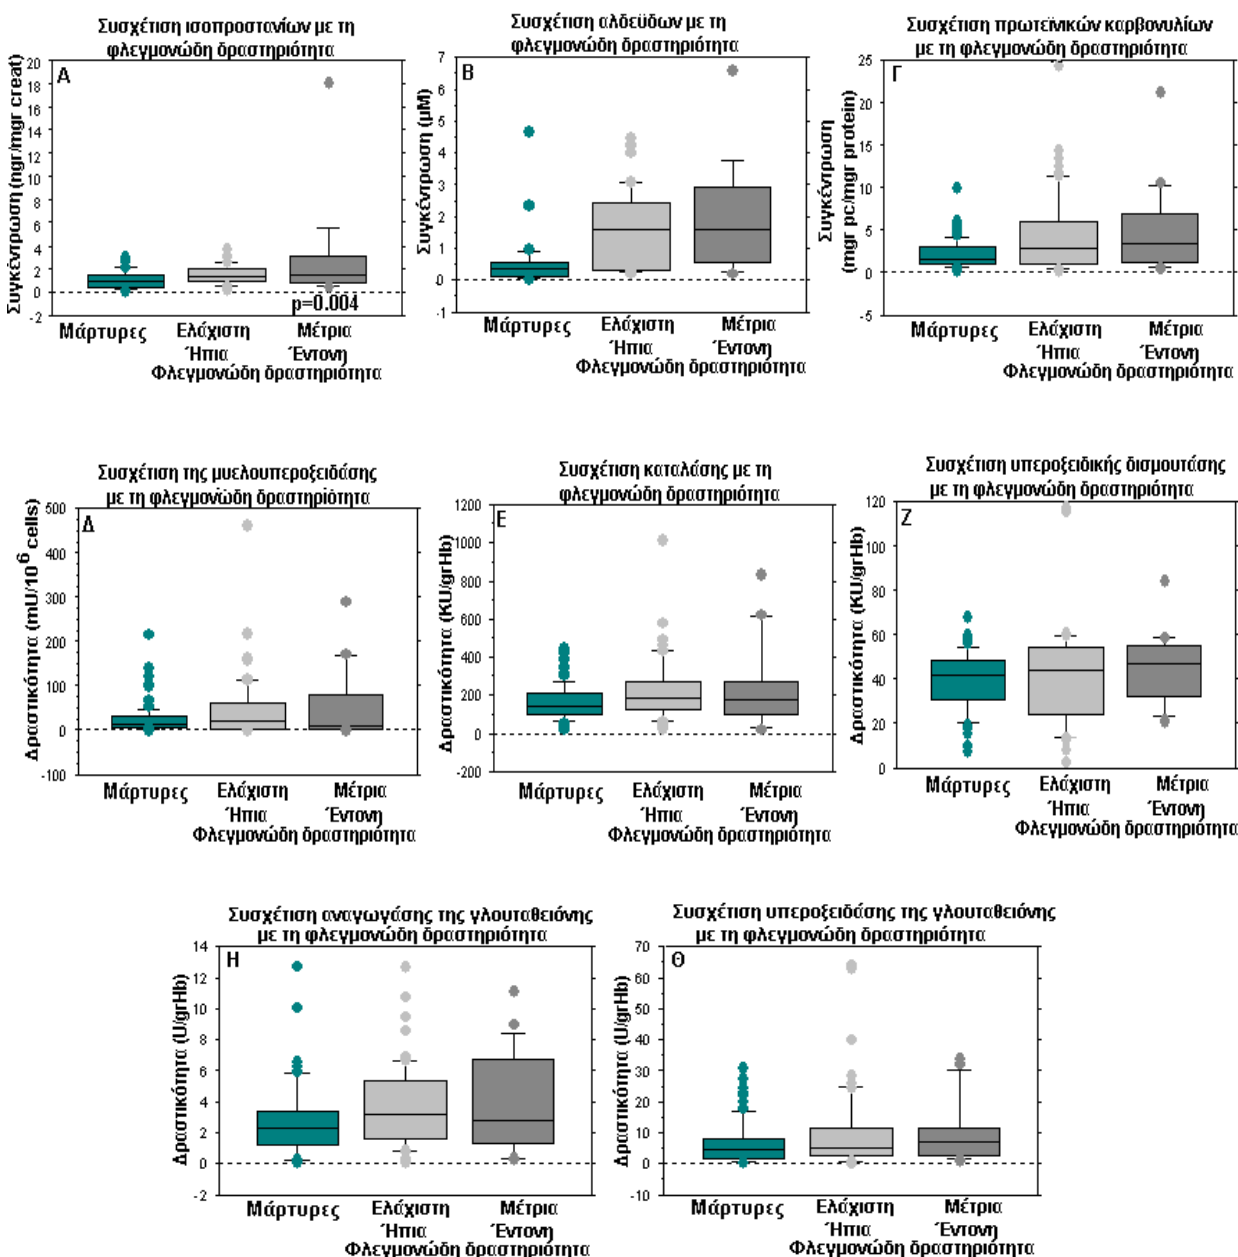 Συσχέτιση ισοπροστανίων με τη
φλεγμονώδη δραστηριότητα
A
Συγκέντρωση (ngr/mgr creat)
20
18
16
14
12
10
8
6
4
2
0
-2
p=0.004
Μάρτυρες
Ελάχιστη
Ήπια
Μέτρια
Έντονη
Φλεγμονώδη δραστηριότητα
Συσχέτιση αλδεϋδων με τη
φλεγμονώδη δραστηριότητα
B
Συγκέντρωση (μM)
7
6
5
4
3
2
1
0
-1
Μάρτυρες
Ελάχιστη
Ήπια
Μέτρια
Έντονη
Φλεγμονώδη δραστηριότητα
Συσχέτιση πρωτεϊνικών καρβονυλίων
με τη φλεγμονώδη δραστηριότητα
Γ
Συγκέντρωση
(mgr pc/mgr protein)
25
20
15
10
5
0
-5
Μάρτυρες
Ελάχιστη
Ήπια
Μέτρια
Έντονη
Φλεγμονώδη δραστηριότητα
Συσχέτιση της μυελουπεροξειδάσης
με τη φλεγμονώδη δραστηριότητα
Δ
Δραστικότητα (mU/10⁶ cells)
500
400
300
200
100
0
-100
Μάρτυρες
Ελάχιστη
Ήπια
Μέτρια
Έντονη
Φλεγμονώδη δραστηριότητα
Συσχέτιση καταλάσης με τη
φλεγμονώδη δραστηριότητα
E
Δραστικότητα (KU/grHb)
1200
1000
800
600
400
200
0
-200
Μάρτυρες
Ελάχιστη
Ήπια
Μέτρια
Έντονη
Φλεγμονώδη δραστηριότητα
Συσχέτιση υπεροξειδικής δισμουτάσης
με τη φλεγμονώδη δραστηριότητα
Z
Δραστικότητα (KU/grHb)
120
100
80
60
40
20
0
Μάρτυρες
Ελάχιστη
Ήπια
Μέτρια
Έντονη
Φλεγμονώδη δραστηριότητα
Συσχέτιση αναγωγάσης της γλουταθειόνης
με τη φλεγμονώδη δραστηριότητα
H
Δραστικότητα (U/grHb)
14
12
10
8
6
4
2
0
-2
Μάρτυρες
Ελάχιστη
Ήπια
Μέτρια
Έντονη
Φλεγμονώδη δραστηριότητα
Συσχέτιση υπεροξειδάσης της γλουταθειόνης
με τη φλεγμονώδη δραστηριότητα
Θ
Δραστικότητα (U/grHb)
70
60
50
40
30
20
10
0
-10
Μάρτυρες
Ελάχιστη
Ήπια
Μέτρια
Έντονη
Φλεγμονώδη δραστηριότητα